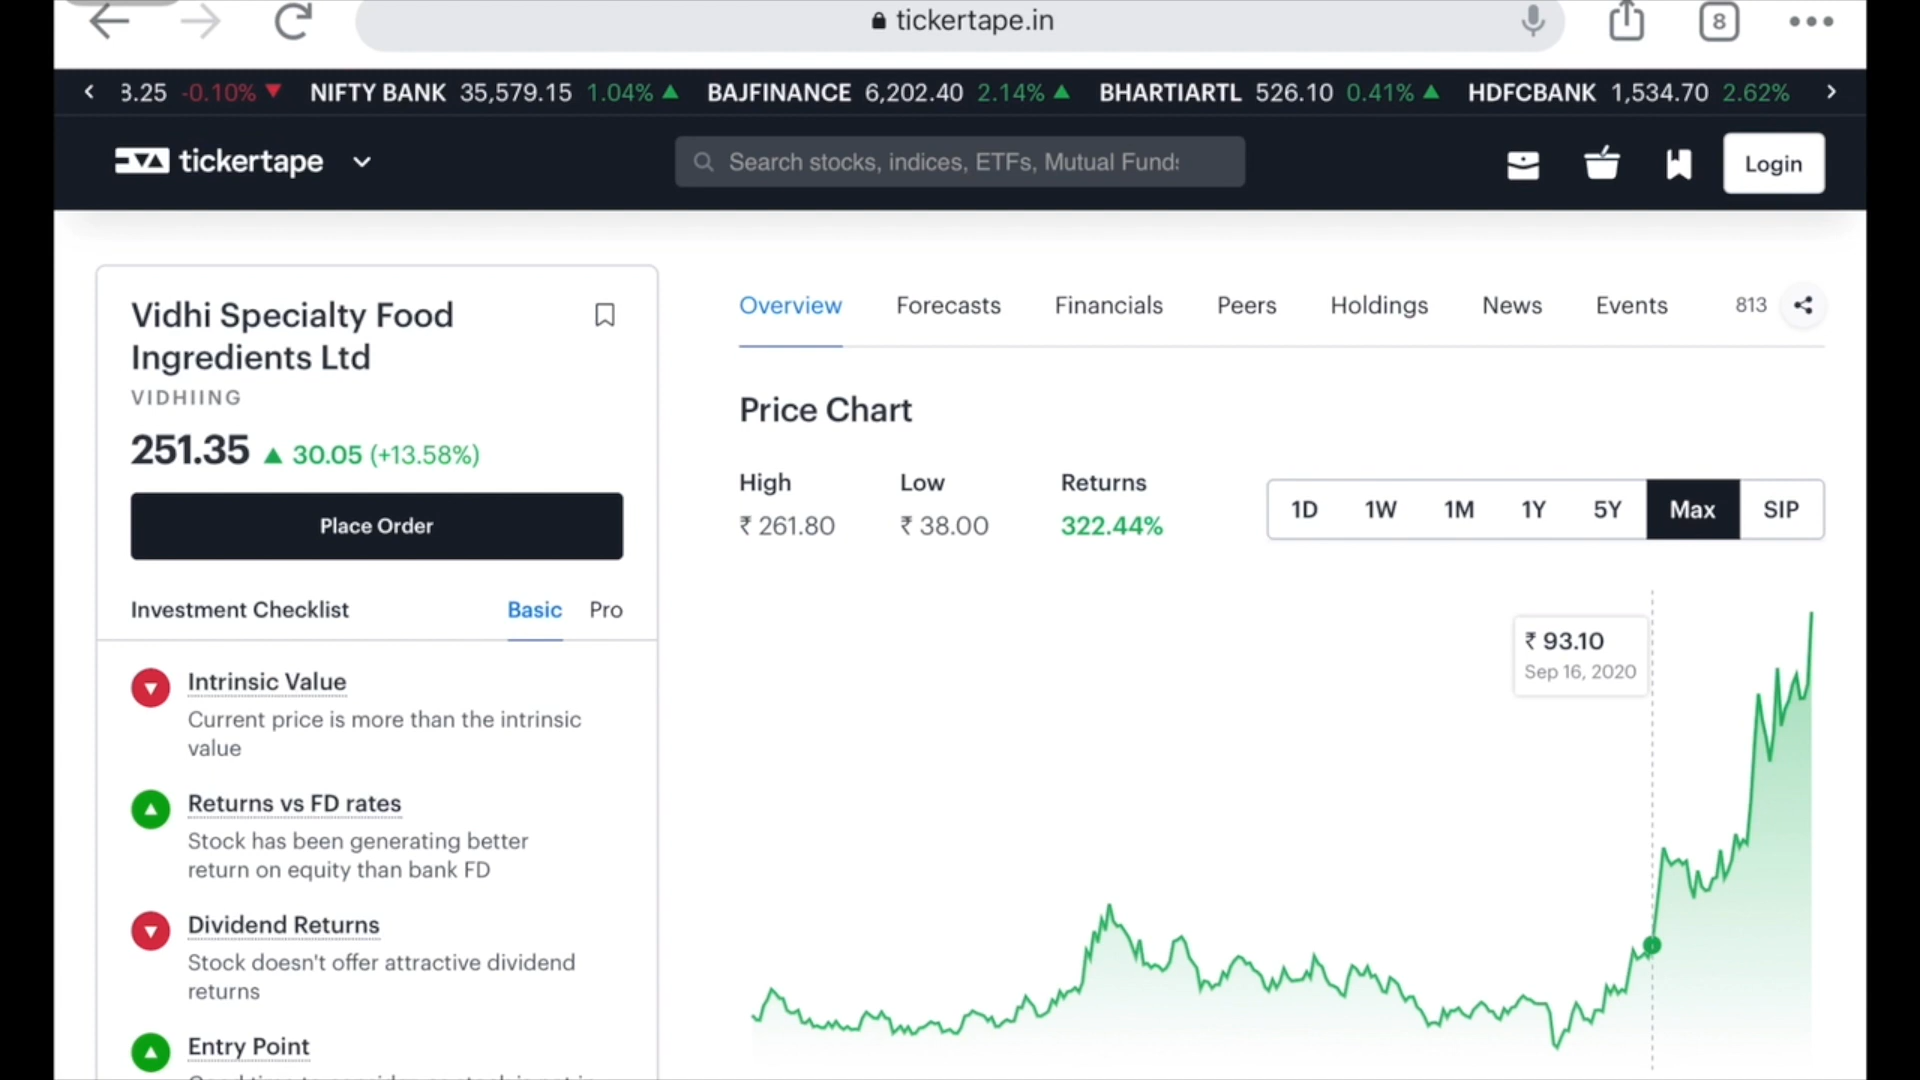 tickertape.in
8
3.25 -0.10% NIFTY BANK 35,579.15 1.04% BAJFINANCE 6,202.40 2.14% BHARTIARTL 526.10 0.41% HDFCBANK 1,534.70 2.62%
tickertape
Search stocks, indices, ETFs, Mutual Fund
Login
Vidhi Specialty Food
Ingredients Ltd
VIDHIING
251.35 30.05 (+13.58%)
Place Order
Investment Checklist Basic Pro
Intrinsic Value
Current price is more than the intrinsic
value
Returns vs FD rates
Stock has been generating better
return on equity than bank FD
Dividend Returns
Stock doesn't offer attractive dividend
returns
Entry Point
Overview Forecasts Financials Peers Holdings News Events 813
Price Chart
High Low Returns
₹ 261.80 ₹ 38.00 322.44%
1D 1W 1M 1Y 5Y Max SIP
₹ 93.10
Sep 16, 2020